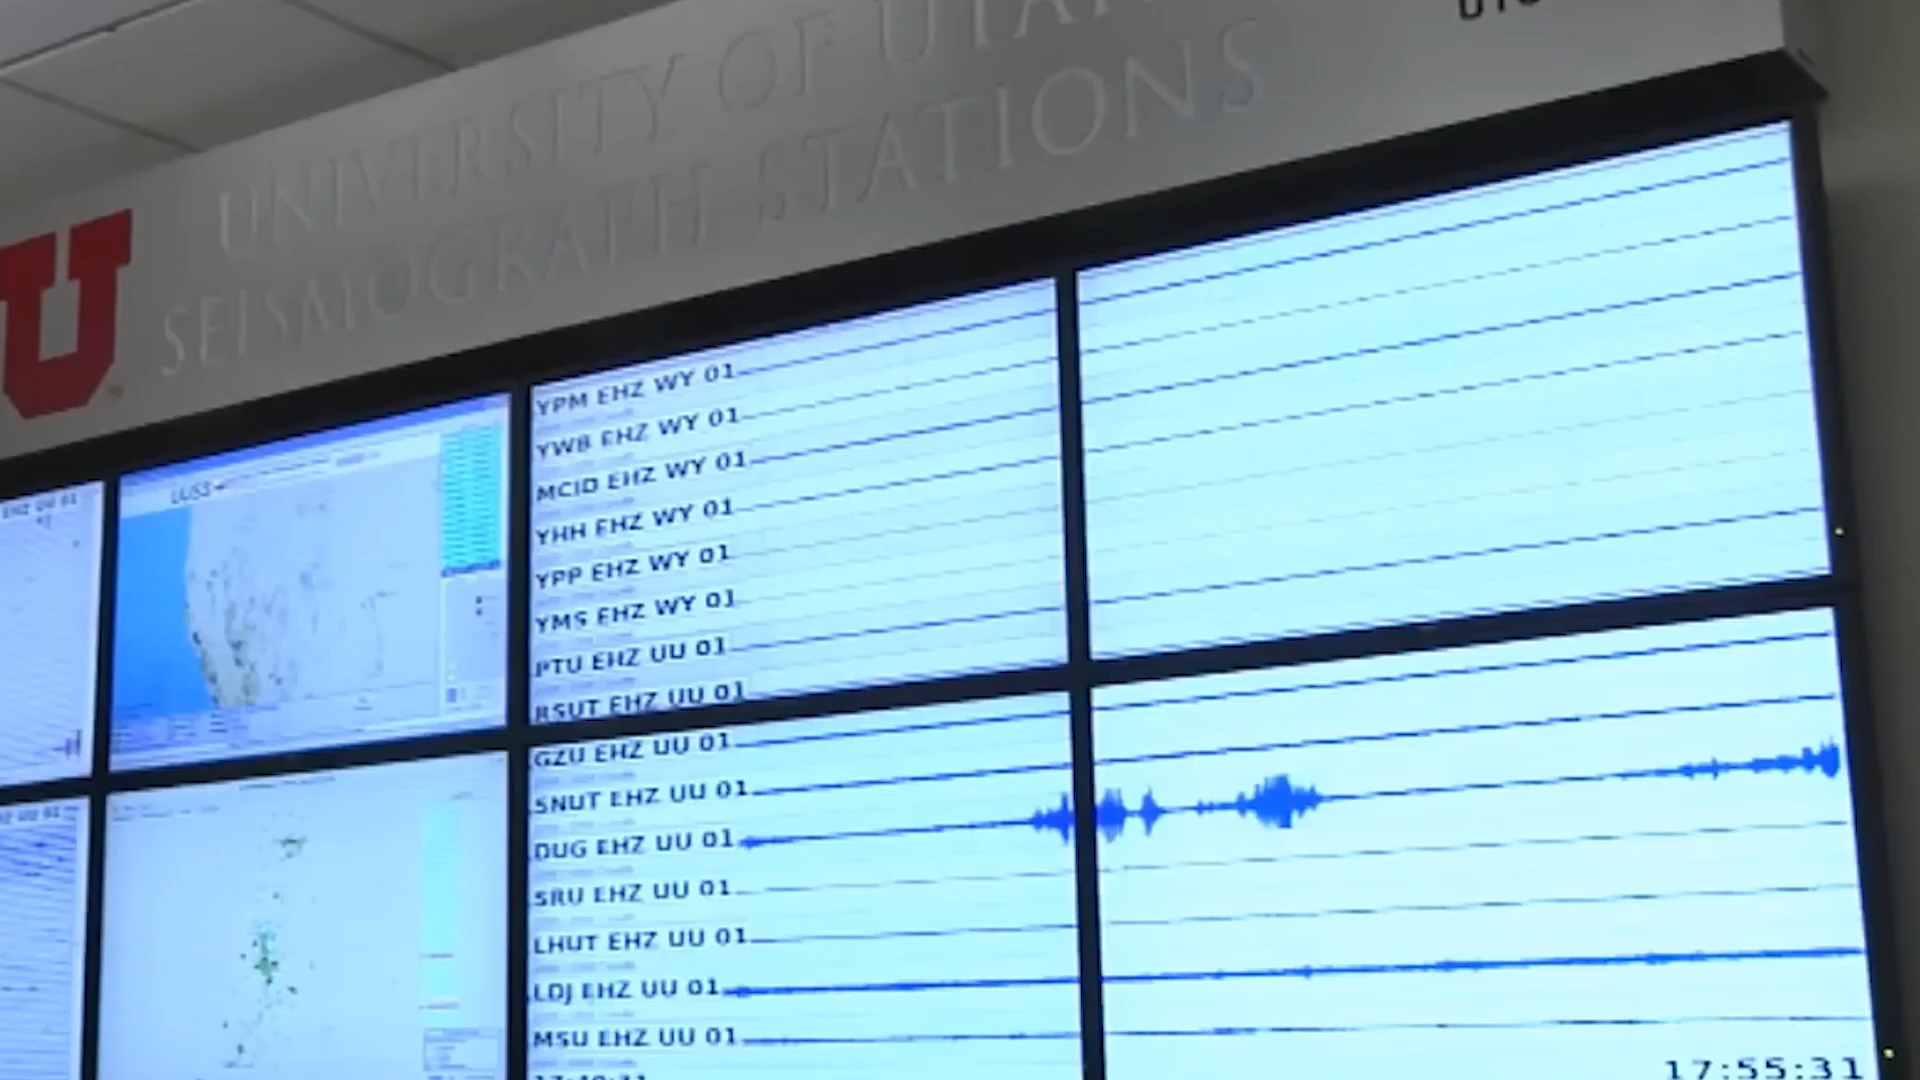 UNIVERSITY OF UTAH
SEISMOGRAPH STATIONS
U
UUSS
YPM EHZ WY 01
YWB EHZ WY 01
MCID EHZ WY 01
YHH EHZ WY 01
YPP EHZ WY 01
YMS EHZ WY 01
PTU EHZ UU 01
RSUT EHZ UU 01
GZU EHZ UU 01
SNUT EHZ UU 01
DUG EHZ UU 01
SRU EHZ UU 01
LHUT EHZ UU 01
LDJ EHZ UU 01
MSU EHZ UU 01
17:55:31